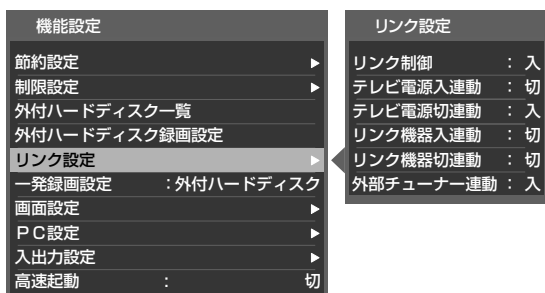 機能設定
節約設定
制限設定
外付ハードディスク一覧
外付ハードディスク録画設定
リンク設定
一発録画設定 :外付ハードディスク
画面設定
PC設定
入出力設定
高速起動 : 切
リンク設定
リンク制御 : 入
テレビ電源入連動 : 切
テレビ電源切連動 : 入
リンク機器入連動 : 切
リンク機器切連動 : 切
外部チューナー連動 : 入